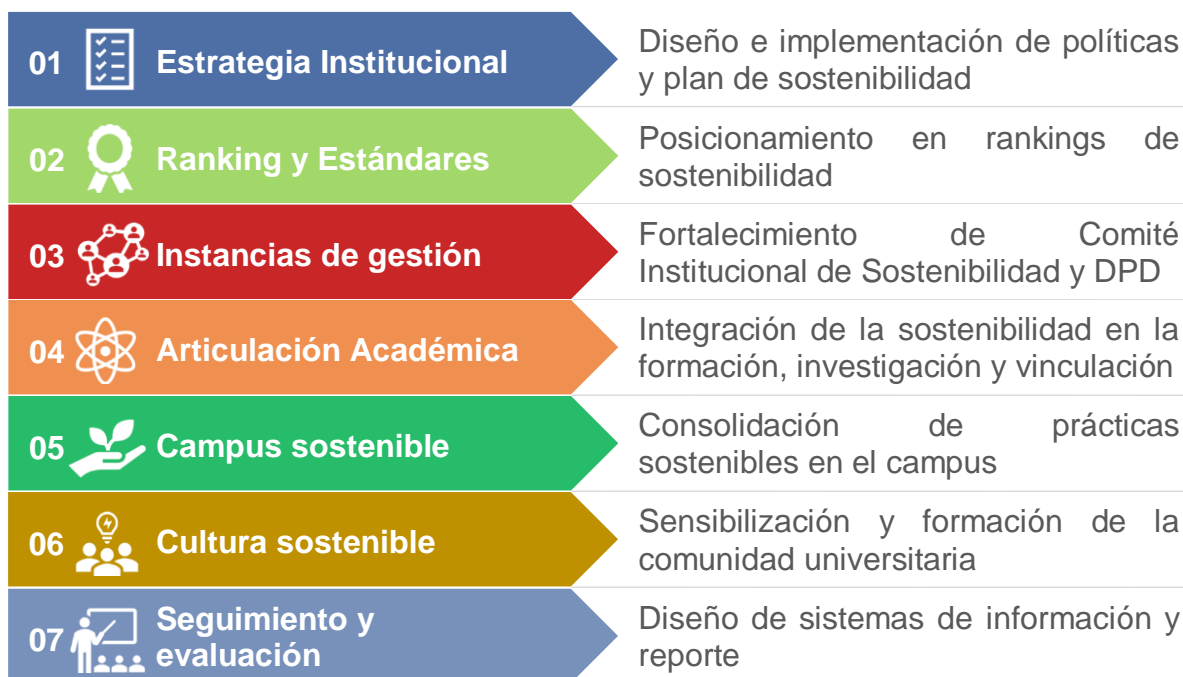 01 Estrategia Institucional
Diseño e implementación de políticas
y plan de sostenibilidad
02 Ranking y Estándares
Posicionamiento en rankings de
sostenibilidad
03 Instancias de gestión
Fortalecimiento de Comité
Institucional de Sostenibilidad y DPD
04 Articulación Académica
Integración de la sostenibilidad en la
formación, investigación y vinculación
05 Campus sostenible
Consolidación de prácticas
sostenibles en el campus
06 Cultura sostenible
Sensibilización y formación de la
comunidad universitaria
07 Seguimiento y
evaluación
Diseño de sistemas de información y
reporte